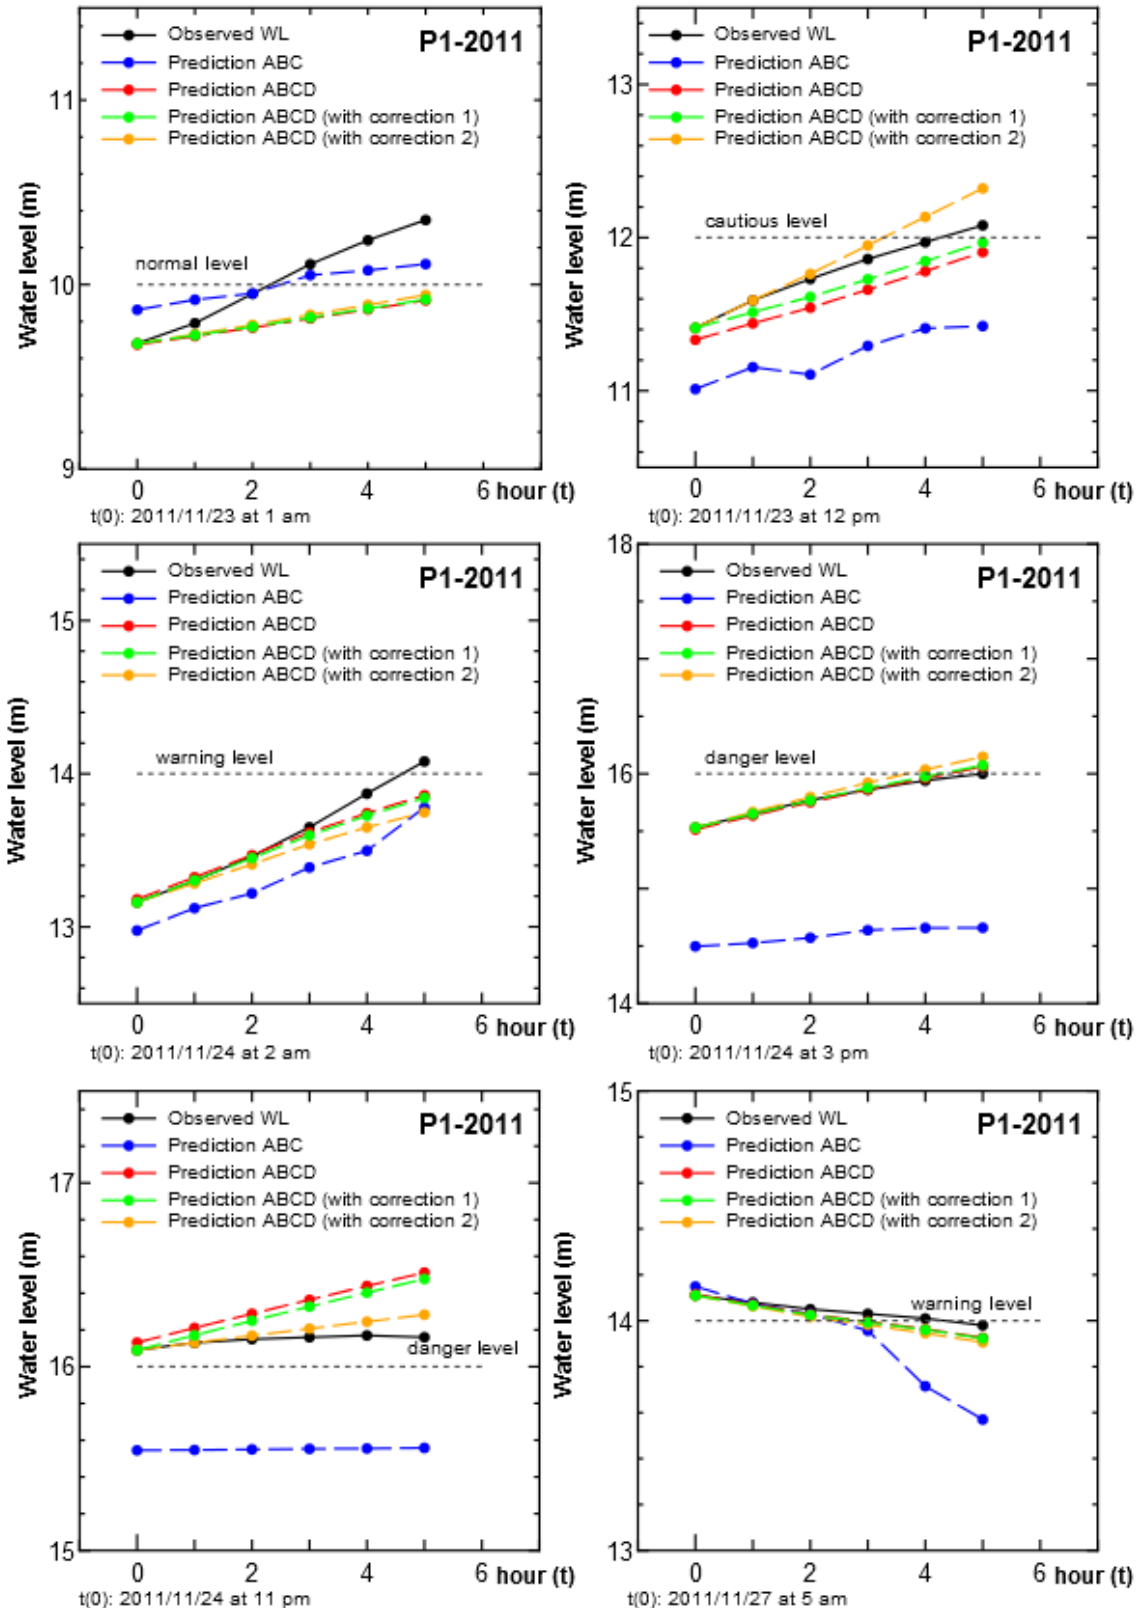 Observed WL
P1-2011
Prediction ABC
Prediction ABCD
Prediction ABCD (with correction 1)
Prediction ABCD (with correction 2)
11
10
9
Water level (m)
normal level
0 2 4 6 hour (t)
t(0): 2011/11/23 at 1 am
Observed WL
P1-2011
Prediction ABC
Prediction ABCD
Prediction ABCD (with correction 1)
Prediction ABCD (with correction 2)
13
12
11
Water level (m)
cautious level
0 2 4 6 hour (t)
t(0): 2011/11/23 at 12 pm
Observed WL
P1-2011
Prediction ABC
Prediction ABCD
Prediction ABCD (with correction 1)
Prediction ABCD (with correction 2)
15
14
13
Water level (m)
warning level
0 2 4 6 hour (t)
t(0): 2011/11/24 at 2 am
Observed WL
P1-2011
Prediction ABC
Prediction ABCD
Prediction ABCD (with correction 1)
Prediction ABCD (with correction 2)
18
16
14
Water level (m)
danger level
0 2 4 6 hour (t)
t(0): 2011/11/24 at 3 pm
Observed WL
P1-2011
Prediction ABC
Prediction ABCD
Prediction ABCD (with correction 1)
Prediction ABCD (with correction 2)
17
16
15
Water level (m)
danger level
0 2 4 6 hour (t)
t(0): 2011/11/24 at 11 pm
Observed WL
P1-2011
Prediction ABC
Prediction ABCD
Prediction ABCD (with correction 1)
Prediction ABCD (with correction 2)
15
14
13
Water level (m)
warning level
0 2 4 6 hour (t)
t(0): 2011/11/27 at 5 am